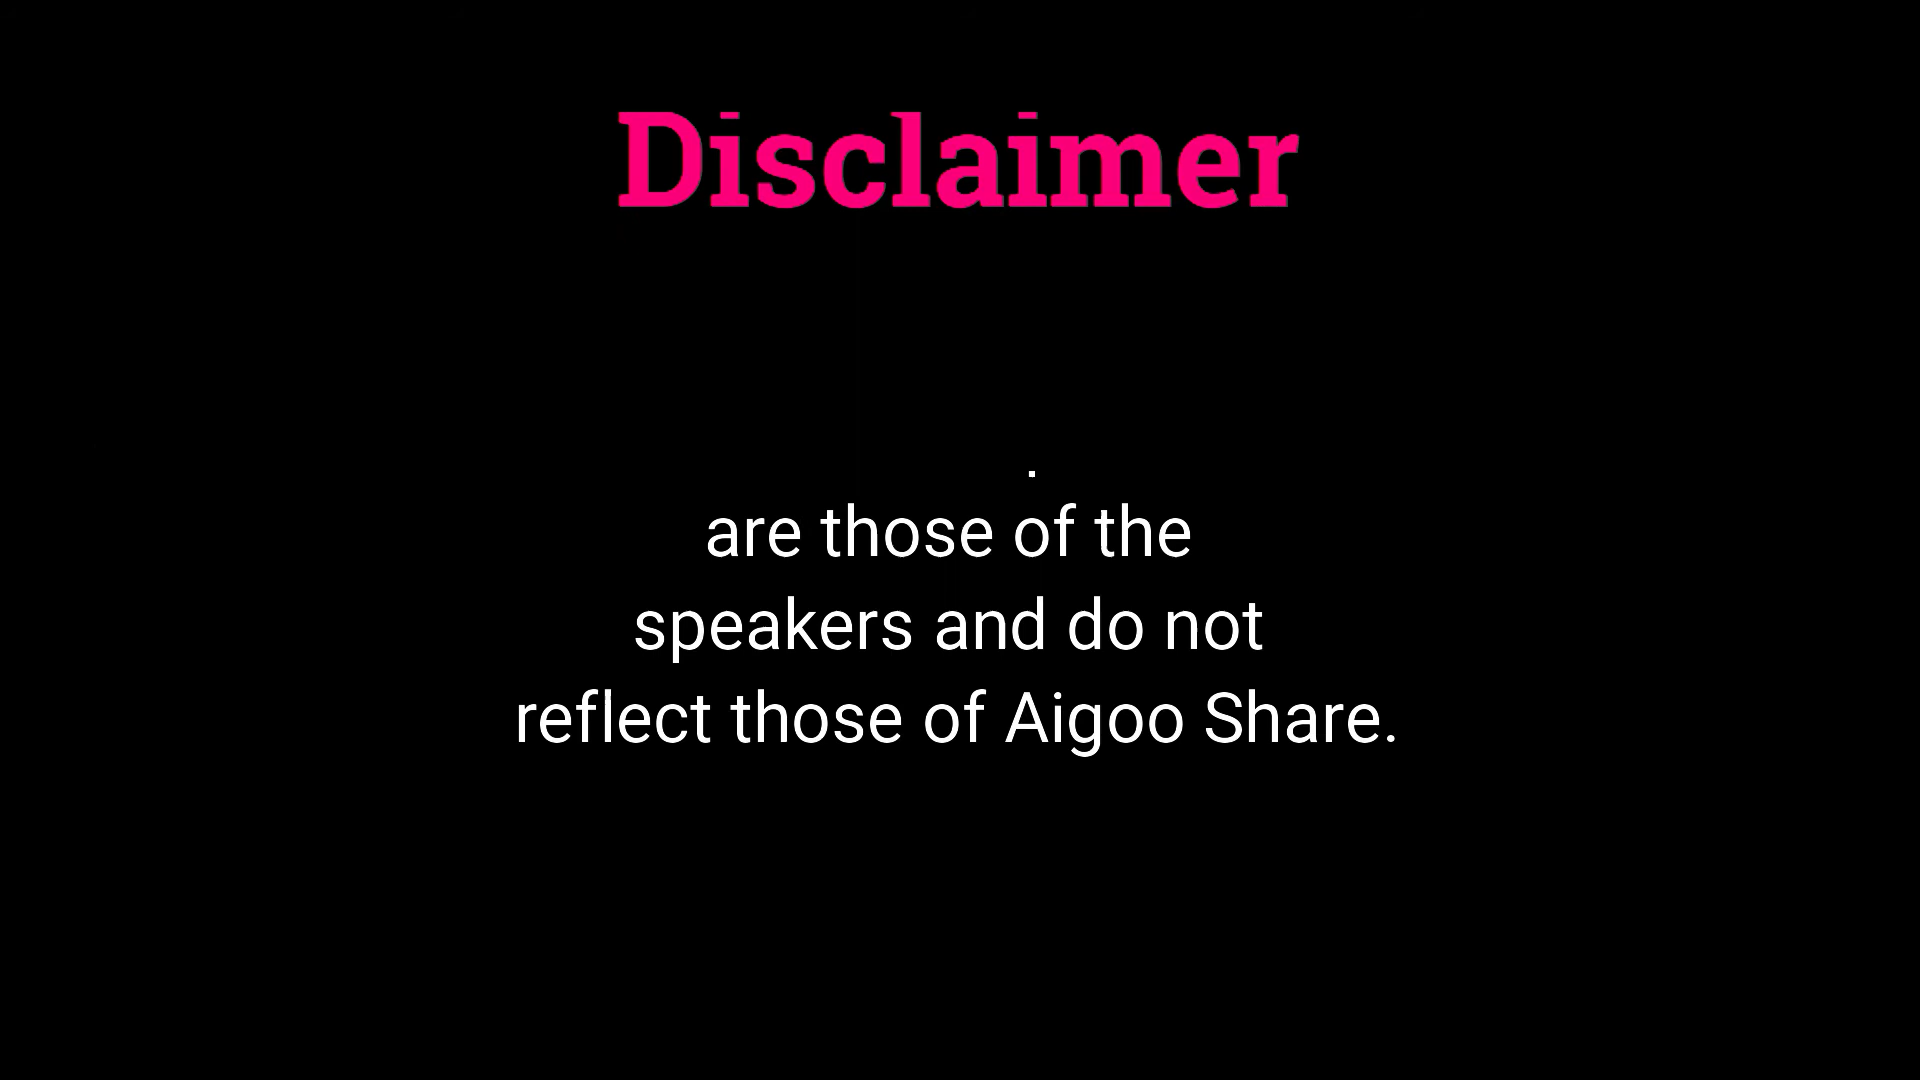 Disclaimer
.
are those of the
speakers and do not
reflect those of Aigoo Share.